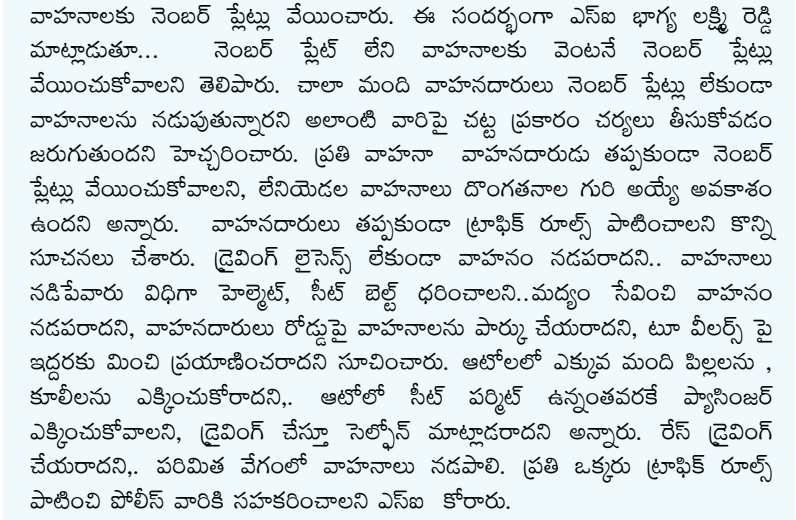 వాహనాలకు నెంబర్ ప్లేట్లు వేయించారు. ఈ సందర్భంగా ఎస్ఐ భాగ్య లక్ష్మి రెడ్డి
మాట్లాడుతూ... నెంబర్ ప్లేట్ లేని వాహనాలకు వెంటనే నెంబర్ ప్లేట్లు
వేయించుకోవాలని తెలిపారు. చాలా మంది వాహనదారులు నెంబర్ ప్లేట్లు లేకుండా
వాహనాలను నడుపుతున్నారని అలాంటి వారిపై చట్ట ప్రకారం చర్యలు తీసుకోవడం
జరుగుతుందని హెచ్చరించారు. ప్రతి వాహనా వాహనదారుడు తప్పకుండా నెంబర్
ప్లేట్లు వేయించుకోవాలని, లేనియెడల వాహనాలు దొంగతనాల గురి అయ్యే అవకాశం
ఉందని అన్నారు. వాహనదారులు తప్పకుండా ట్రాఫిక్ రూల్స్ పాటించాలని కొన్ని
సూచనలు చేశారు. డ్రైవింగ్ లైసెన్స్ లేకుండా వాహనం నడపరాదని.. వాహనాలు
నడిపేవారు విధిగా హెల్మెట్, సీట్ బెల్ట్ ధరించాలని..మద్యం సేవించి వాహనం
నడపరాదని, వాహనదారులు రోడ్డుపై వాహనాలను పార్కు చేయరాదని, టూ వీలర్స్ పై
ఇద్దరకు మించి ప్రయాణించరాదని సూచించారు. ఆటోలలో ఎక్కువ మంది పిల్లలను ,
కూలీలను ఎక్కించుకోరాదని,. ఆటోలో సీట్ పర్మిట్ ఉన్నంతవరకే ప్యాసింజర్
ఎక్కించుకోవాలని, డ్రైవింగ్ చేస్తూ సెల్ఫోన్ మాట్లాడరాదని అన్నారు. రేస్ డ్రైవింగ్
చేయరాదని,. పరిమిత వేగంలో వాహనాలు నడపాలి. ప్రతి ఒక్కరు ట్రాఫిక్ రూల్స్
పాటించి పోలీస్ వారికి సహకరించాలని ఎస్ఐ కోరారు.